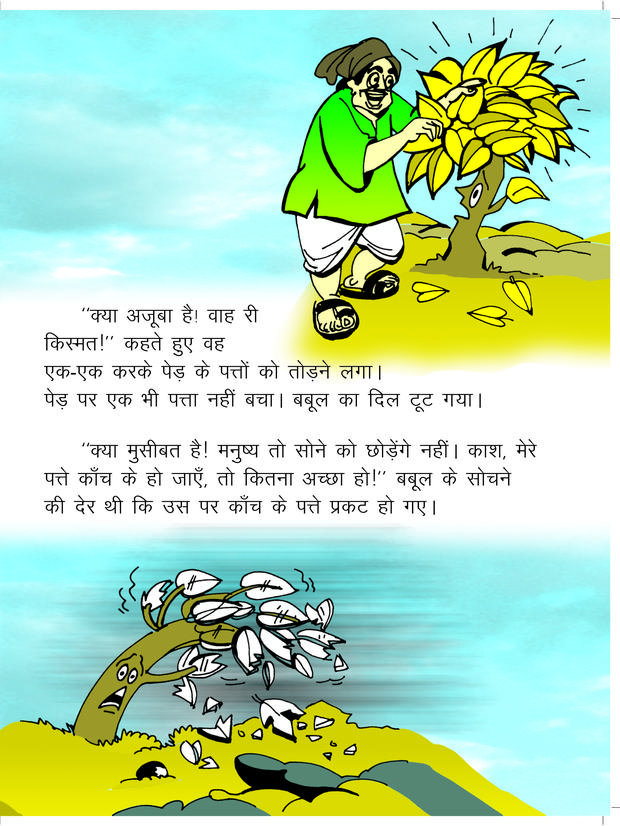 “क्या अजूबा है! वाह री
किस्मत!” कहते हुए वह
एक-एक करके पेड़ के पत्तों को तोड़ने लगा।
पेड़ पर एक भी पत्ता नहीं बचा। बबूल का दिल टूट गया।
“क्या मुसीबत है! मनुष्य तो सोने को छोड़ेंगे नहीं। काश, मेरे
पत्ते काँच के हो जाएँ, तो कितना अच्छा हो!” बबूल के सोचने
की देर थी कि उस पर काँच के पत्ते प्रकट हो गए।